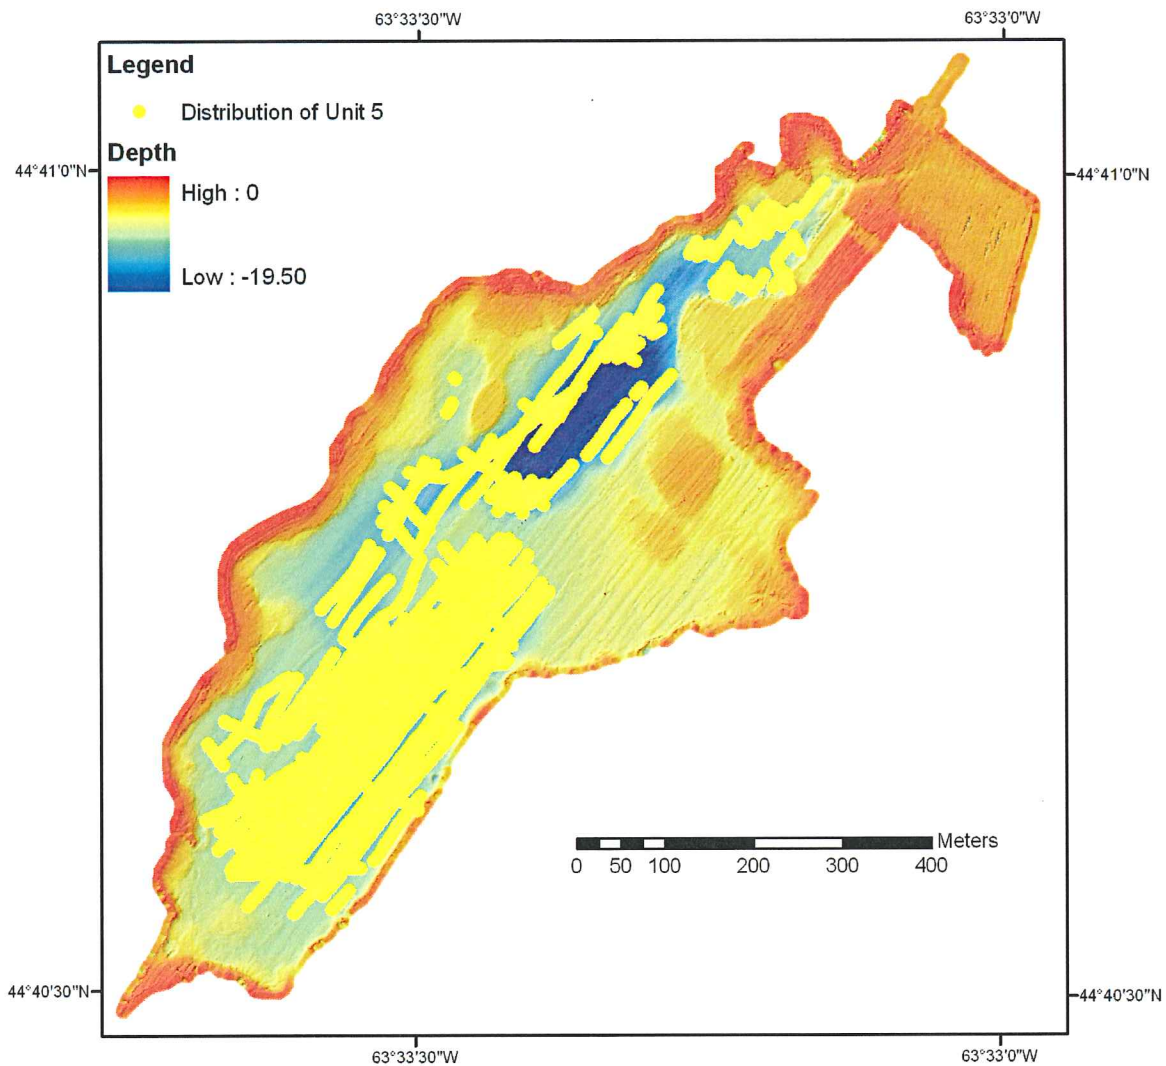 63°33'30"W 63°33'0"W
Legend
Distribution of Unit 5
Depth
44°41'0"N 44°41'0"N
High : 0
Low : -19.50
Meters
0 50 100 200 300 400
44°40'30"N 44°40'30"N
63°33'30"W 63°33'0"W